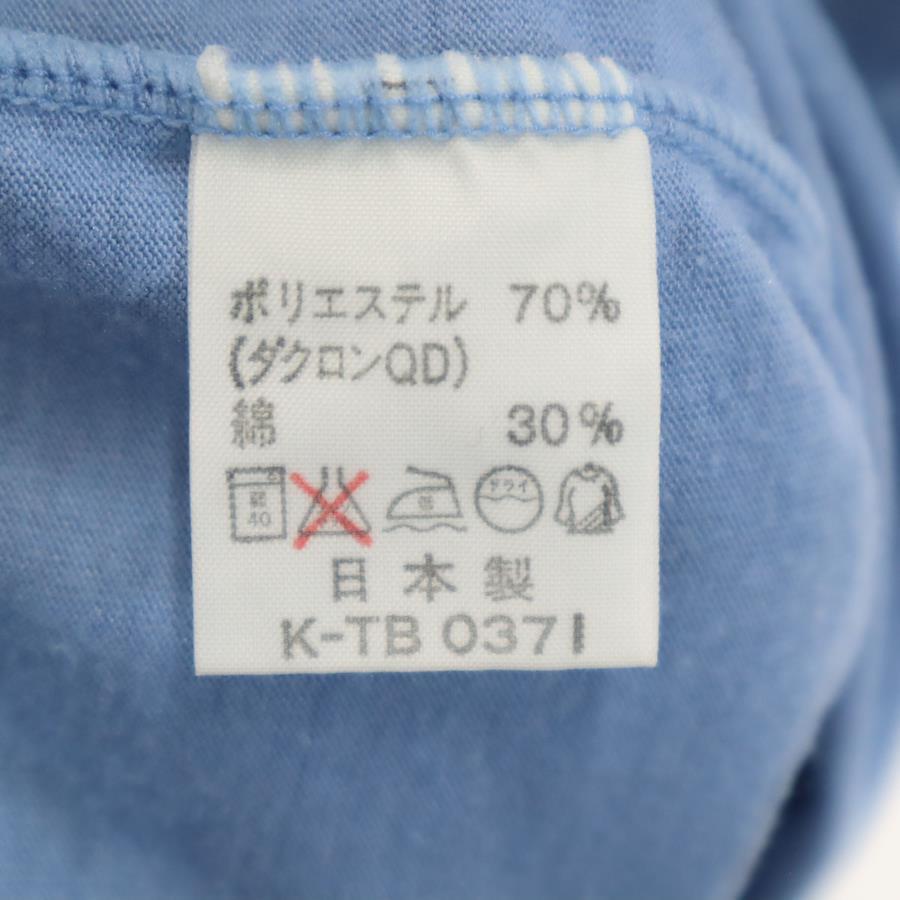 ポリエステル 70%
(ダクロンQD)
綿 30%
40 ドライ
日本製
K-TB 0371